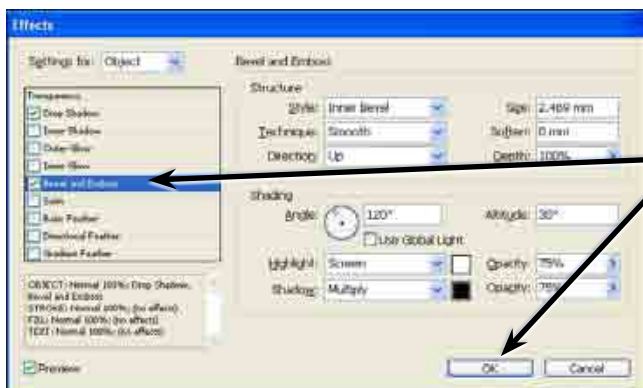 Effects
Settings for: Object
Transparency
Drop Shadow
Inner Shadow
Outer Glow
Inner Glow
Bevel and Emboss
Satin
Basic Feather
Directional Feather
Gradient Feather
OBJECT: Normal 100%; Drop Shadow,
Bevel and Emboss
STROKE: Normal 100%; (no effects)
FILL: Normal 100%; (no effects)
TEXT: Normal 100%; (no effects)
Preview
Bevel and Emboss
Structure
Style: Inner Bevel
Size: 2.469 mm
Technique: Smooth
Soften: 0 mm
Direction: Up
Depth: 100%
Shading
Angle: 120°
Altitude: 30°
Use Global Light
Highlight: Screen
Opacity: 75%
Shadow: Multiply
Opacity: 75%
OK
Cancel